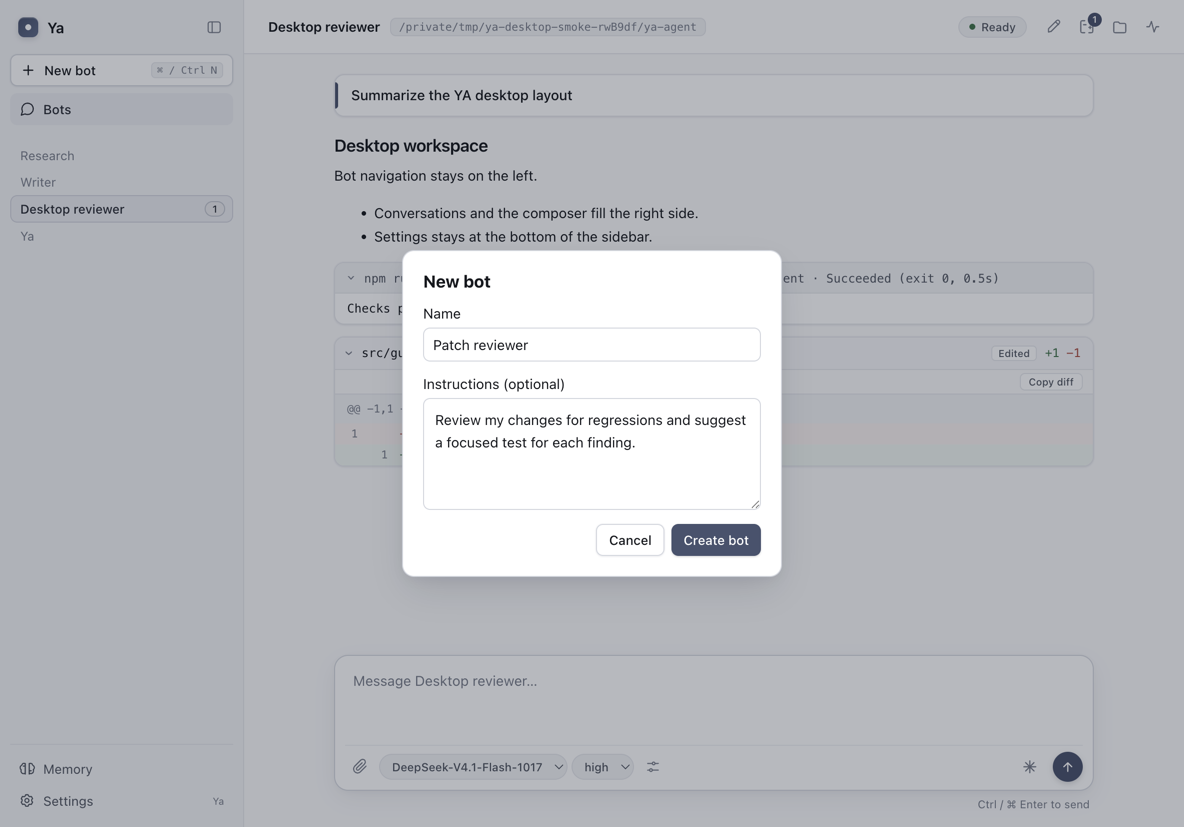 Ya
New bot
⌘ / Ctrl N
Bots
Research
Writer
Desktop reviewer
1
Ya
Memory
Settings
Ya
Desktop reviewer
/private/tmp/ya-desktop-smoke-rwB9df/ya-agent
Ready
1
Summarize the YA desktop layout
Desktop workspace
Bot navigation stays on the left.
• Conversations and the composer fill the right side.
• Settings stays at the bottom of the sidebar.
npm
ent · Succeeded (exit 0, 0.5s)
Checks
Edited
+1 −1
Copy diff
@@ −1,1
1
1
New bot
Name
Patch reviewer
Instructions (optional)
Review my changes for regressions and suggest
a focused test for each finding.
Cancel
Create bot
Message Desktop reviewer...
DeepSeek-V4.1-Flash-1017
high
Ctrl / ⌘ Enter to send